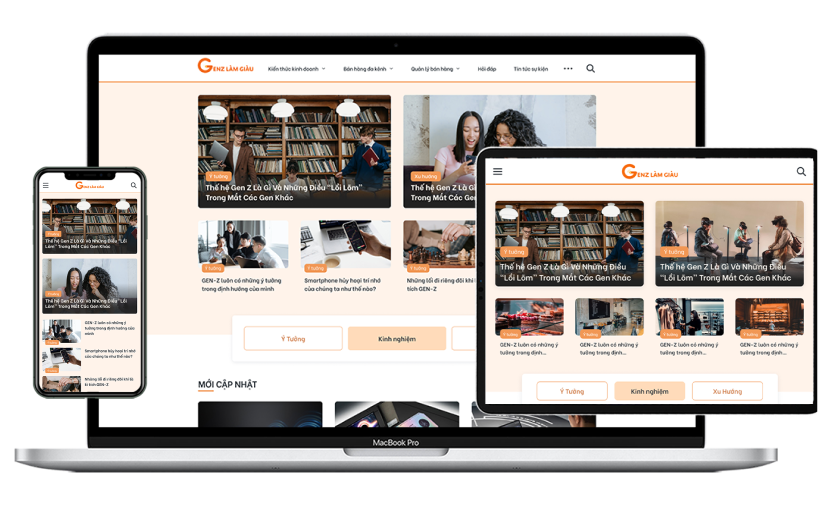 GENZ LÀM GIÀU
Kiến thức kinh doanh
Bán hàng đa kênh
Quản lý bán hàng
Hỏi đáp
Tin tức sự kiện
Ý tưởng
Thế hệ Gen Z Là Gì Và Những Điều “Lồi Lõm”
Trong Mắt Các Gen Khác
Xu hướng
Thế hệ Gen Z Là Gì Và Những
Trong Mắt Các Gen Khác
Ý tưởng
GEN-Z luôn có những ý tưởng
trong định hướng của mình
Ý tưởng
Smartphone hủy hoại trí nhớ
của chúng ta như thế nào?
Ý tưởng
Những lối đi riêng đôi khi
tích GEN-Z
Ý Tưởng
Kinh nghiệm
MỚI CẬP NHẬT
MacBook Pro
GENZ LÀM GIÀU
Thế hệ Gen Z Là Gì Và Những Điều “Lồi
Lõm” Trong Mắt Các Gen Khác
Thế hệ Gen Z Là Gì Và Những Điều “Lồi
Lõm” Trong Mắt Các Gen Khác
GEN-Z luôn có những ý
tưởng trong định hướng của
mình
Smartphone hủy hoại trí nhớ
của chúng ta như thế nào?
Những lối đi riêng đôi khi là
lý tích GEN-Z
GENZ LÀM GIÀU
Ý tưởng
Thế hệ Gen Z Là Gì Và Những Điều
“Lồi Lõm” Trong Mắt Các Gen Khác
Ý tưởng
Thế hệ Gen Z Là Gì Và Những Điều
“Lồi Lõm” Trong Mắt Các Gen Khác
Ý tưởng
GEN-Z luôn có những ý
tưởng trong định...
Ý tưởng
GEN-Z luôn có những ý
tưởng trong định...
Ý tưởng
GEN-Z luôn có những ý
tưởng trong định...
Ý tưởng
GEN-Z luôn có những ý
tưởng trong định...
Ý Tưởng
Kinh nghiệm
Xu Hướng